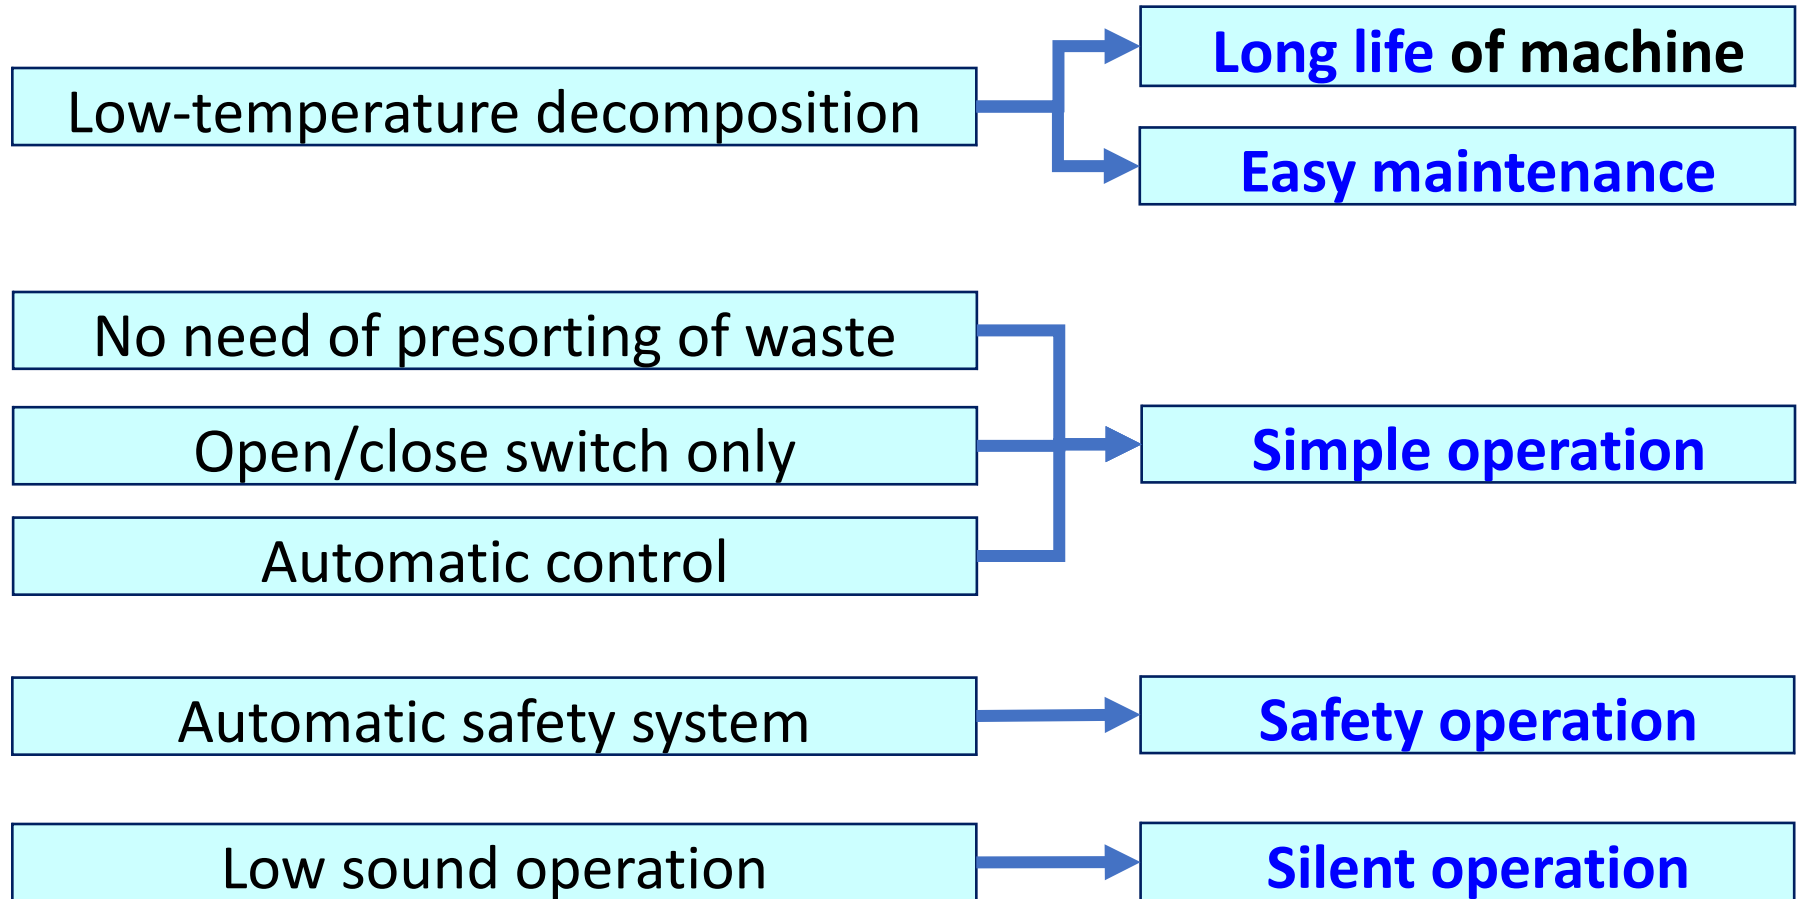 Low-temperature decomposition
Long life of machine
Easy maintenance
No need of presorting of waste
Open/close switch only
Automatic control
Simple operation
Automatic safety system
Safety operation
Low sound operation
Silent operation